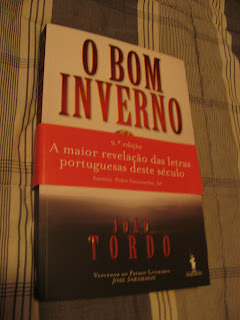 O BOM
INVERNO
2.ª edição
A maior revelação das letras
portuguesas deste século
JOÃO
TORDO
VENCEDOR DO PRÉMIO LITERÁRIO
JOSÉ SARAMAGO